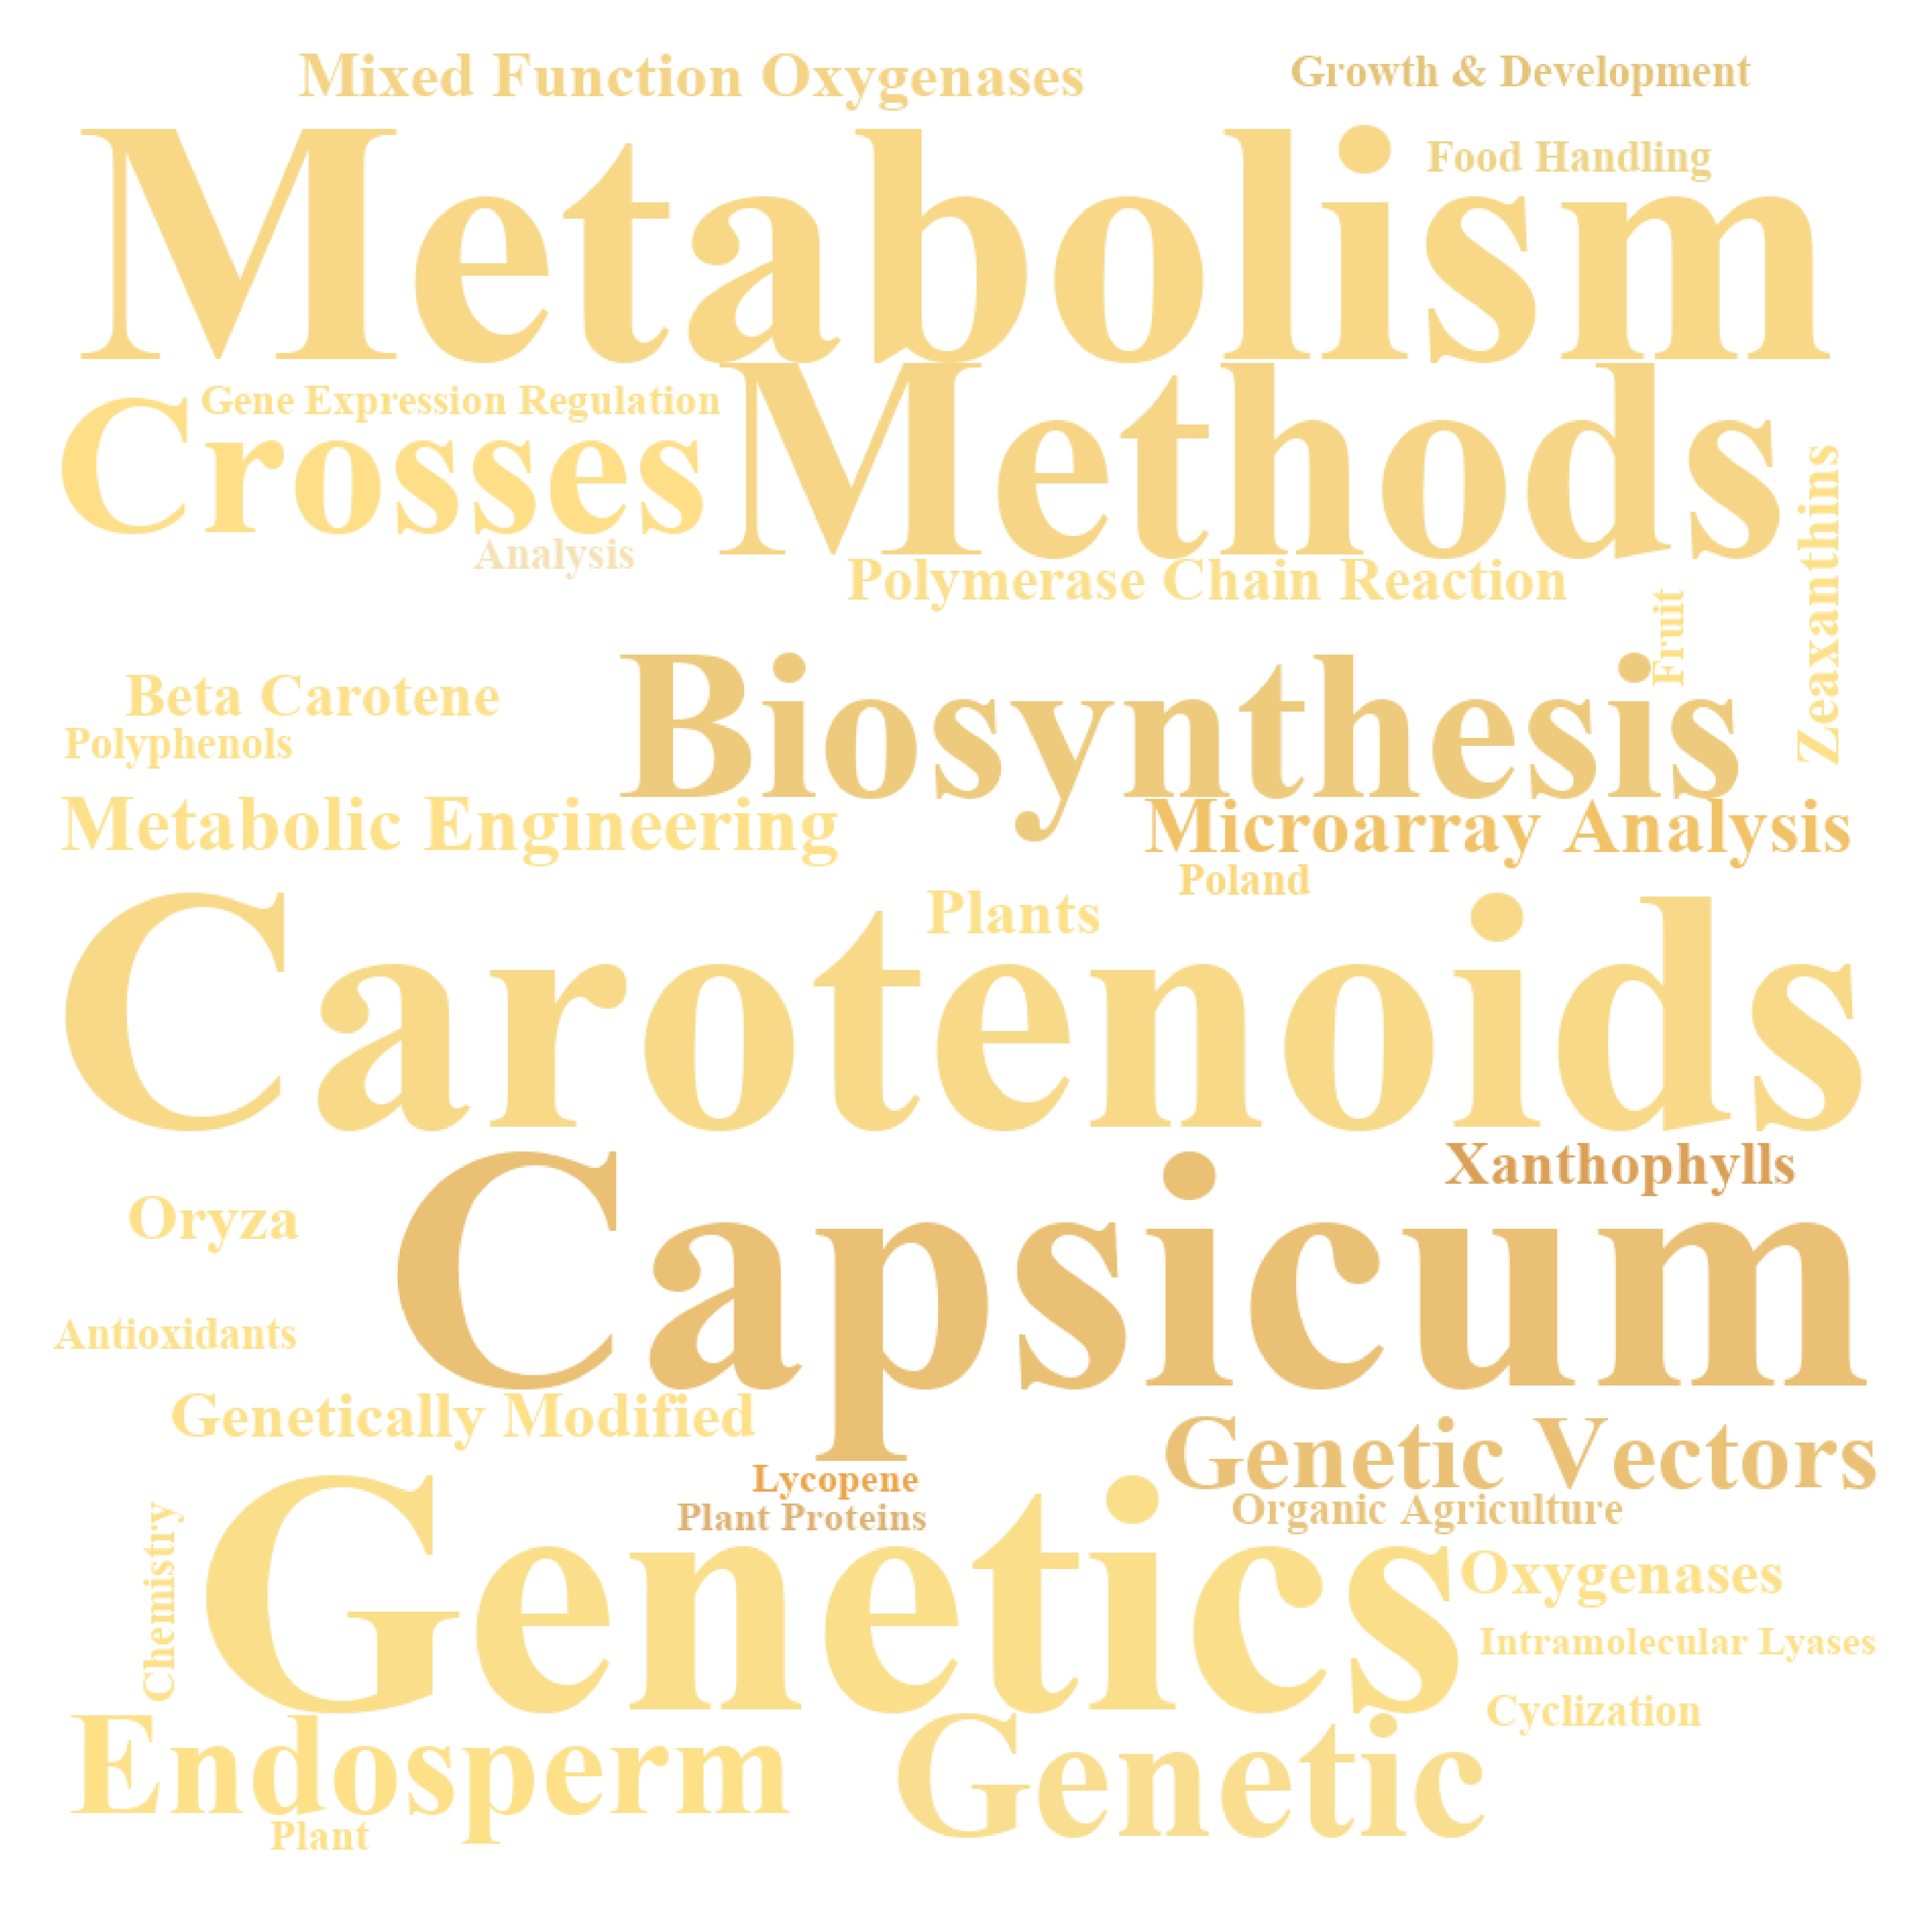 Mixed Function Oxygenases
Growth & Development
Food Handling
Metabolism
Gene Expression Regulation
Crosses
Methods
Analysis
Polymerase Chain Reaction
Zeaxanthins
Fruit
Beta Carotene
Biosynthesis
Polyphenols
Metabolic Engineering
Microarray Analysis
Poland
Plants
Carotenoids
Xanthophylls
Oryza
Capsicum
Antioxidants
Genetically Modified
Genetic Vectors
Lycopene
Organic Agriculture
Plant Proteins
Chemistry
Genetics
Oxygenases
Intramolecular Lyases
Cyclization
Endosperm
Genetic
Plant